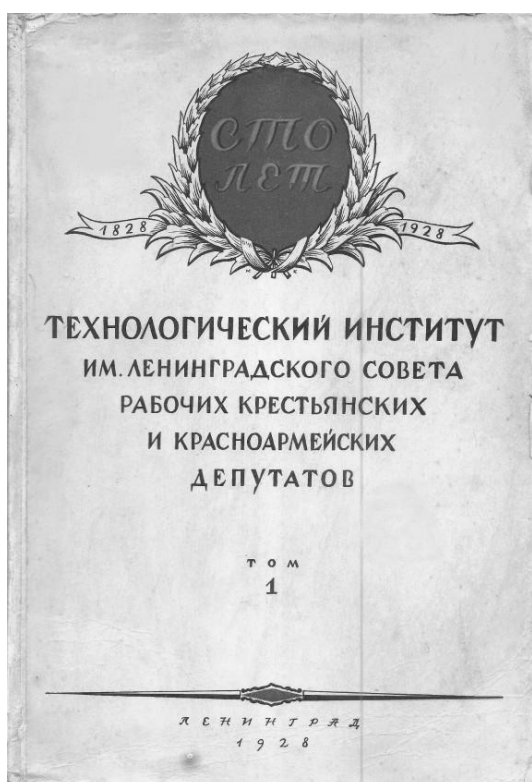 СТО
ЛЕТ
1828 1928
ТЕХНОЛОГИЧЕСКИЙ ИНСТИТУТ
ИМ. ЛЕНИНГРАДСКОГО СОВЕТА
РАБОЧИХ КРЕСТЬЯНСКИХ
И КРАСНОАРМЕЙСКИХ
ДЕПУТАТОВ
ТОМ
1
ЛЕНИНГРАД
1928